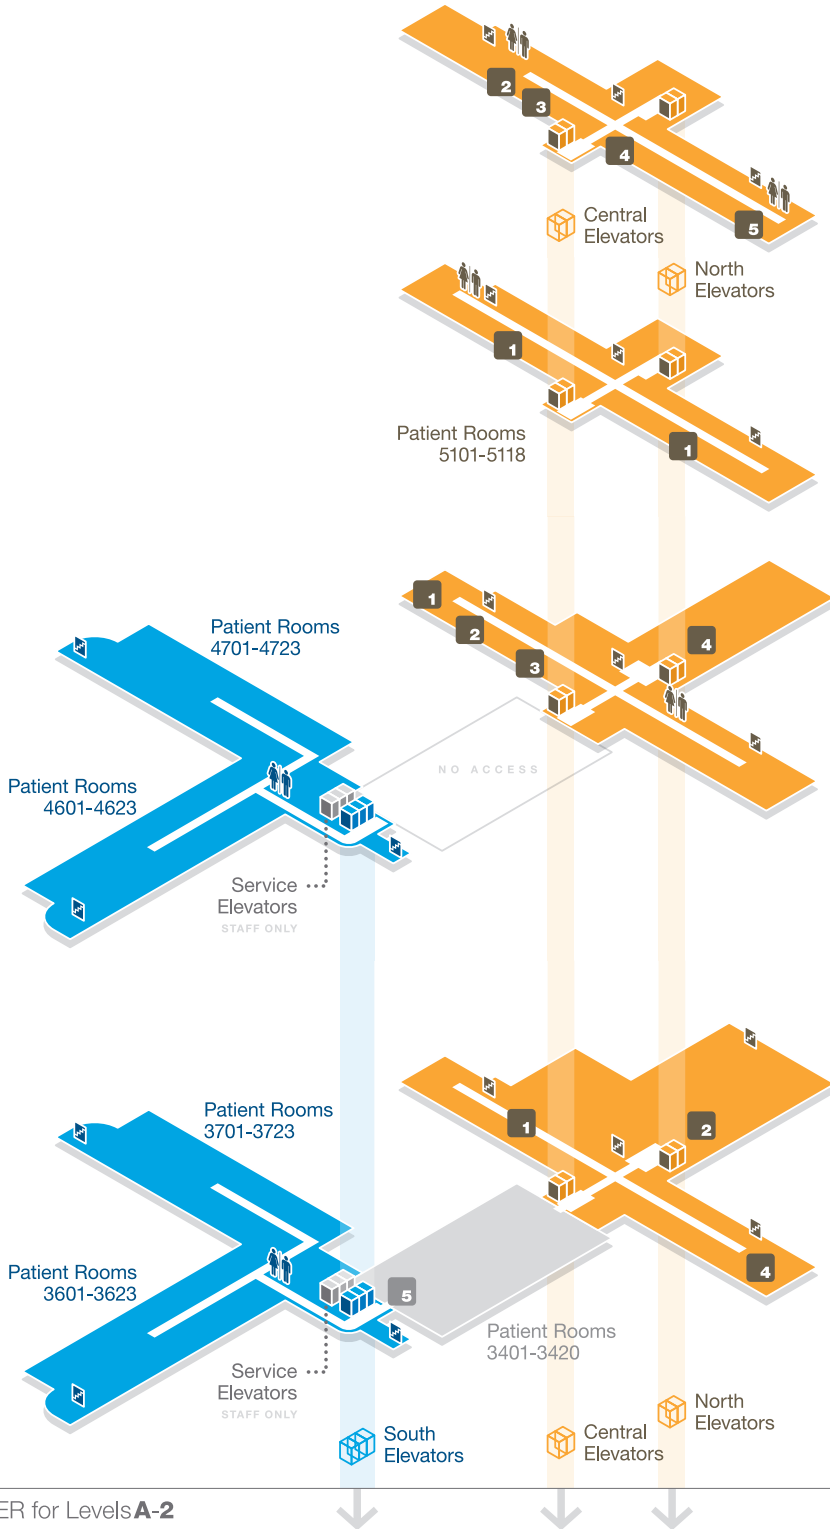 2
3
4
5
Central
Elevators
North
Elevators
1
Patient Rooms
5101-5118
1
1
2
3
4
Patient Rooms
4701-4723
NO ACCESS
Patient Rooms
4601-4623
Service
Elevators
STAFF ONLY
1
2
Patient Rooms
3701-3723
4
Patient Rooms
3601-3623
5
Patient Rooms
3401-3420
Service
Elevators
STAFF ONLY
South
Elevators
Central
Elevators
North
Elevators
ER for Levels A-2